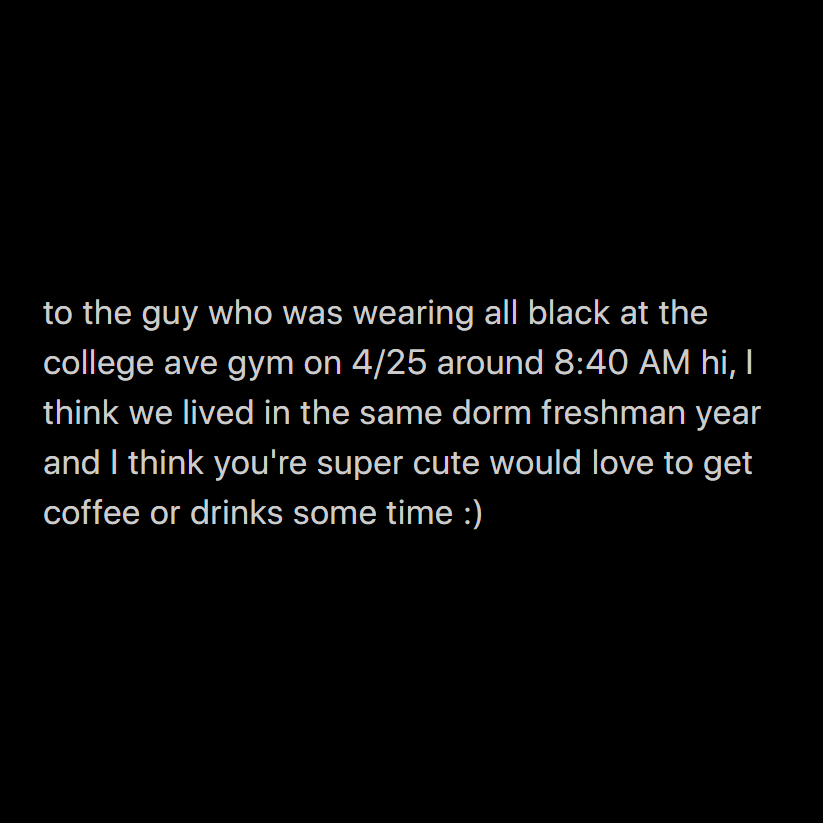 to the guy who was wearing all black at the
college ave gym on 4/25 around 8:40 AM hi, I
think we lived in the same dorm freshman year
and I think you're super cute would love to get
coffee or drinks some time :)